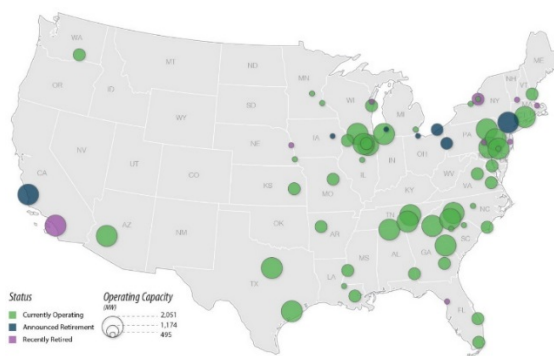 WA
MT
ND
MN
ME
VT
NH
OR
ID
SD
WI
MI
NY
WY
IA
PA
NE
OH
NV
UT
IL
IN
CA
CO
WV
VA
KS
MO
KY
NC
TN
AZ
NM
OK
AR
SC
MS
AL
GA
TX
LA
FL
Status
Currently Operating
Announced Retirement
Recently Retired
Operating Capacity
(MW)
2,051
1,174
495